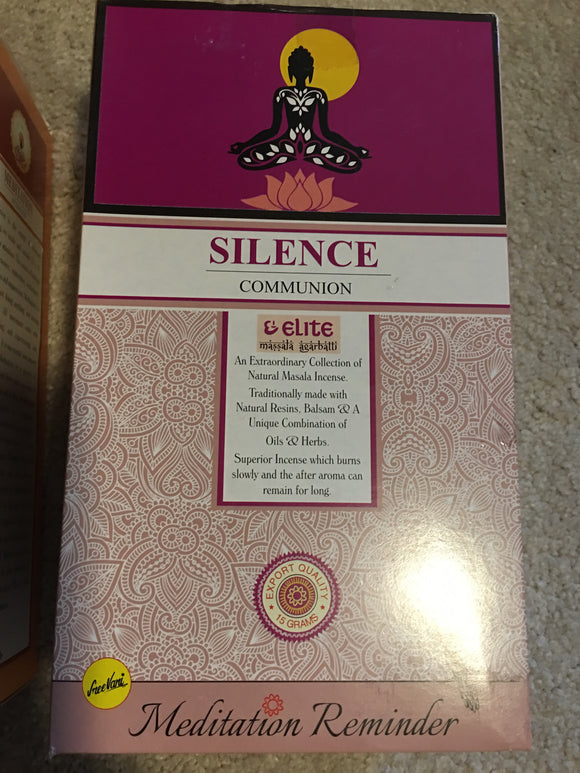 SILENCE
COMMUNION
& ELITE
massala agarbatti
An Extraordinary Collection of
Natural Masala Incense.
Traditionally made with
Natural Resins, Balsam & A
Unique Combination of
Oils & Herbs.
Superior Incense which burns
slowly and the after aroma can
remain for long.
EXPORT QUALITY
15 GRAMS
Sree Vani
Meditation Reminder